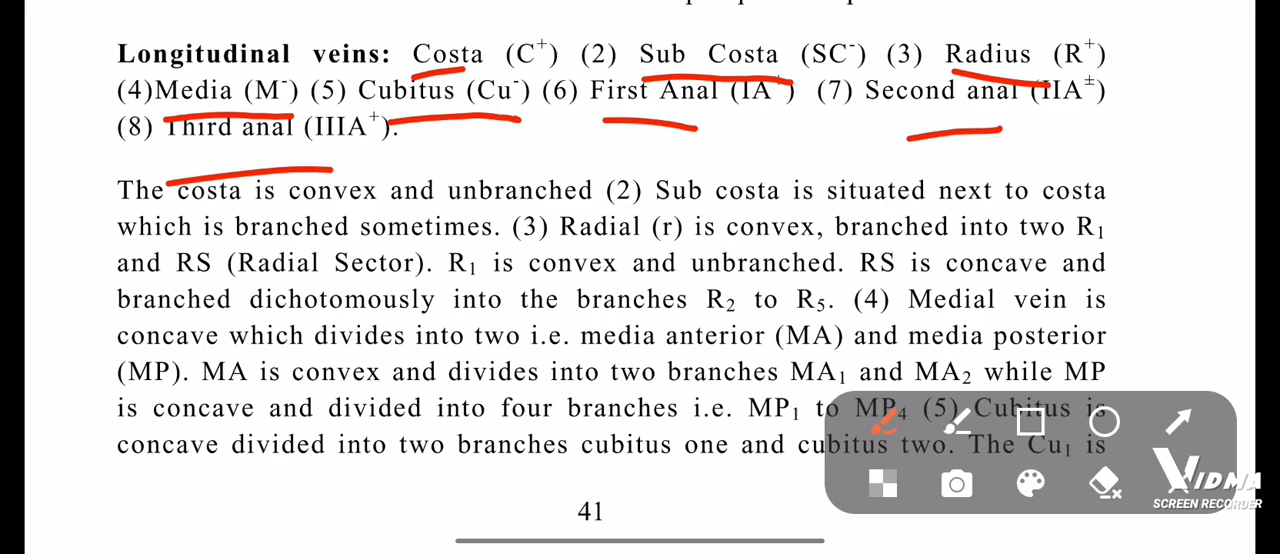 Longitudinal veins: Costa (C⁺) (2) Sub Costa (SC⁻) (3) Radius (R⁺)
(4)Media (M⁻) (5) Cubitus (Cu⁻) (6) First Anal (IA⁺) (7) Second anal (IIA±)
(8) Third anal (IIIA⁺).
The costa is convex and unbranched (2) Sub costa is situated next to costa
which is branched sometimes. (3) Radial (r) is convex, branched into two R₁
and RS (Radial Sector). R₁ is convex and unbranched. RS is concave and
branched dichotomously into the branches R₂ to R₅. (4) Medial vein is
concave which divides into two i.e. media anterior (MA) and media posterior
(MP). MA is convex and divides into two branches MA₁ and MA₂ while MP
is concave and divided into four branches i.e. MP₁ to MP₄ (5) Cubitus is
concave divided into two branches cubitus one and cubitus two. The Cu₁ is
41
VIDMA
SCREEN RECORDER